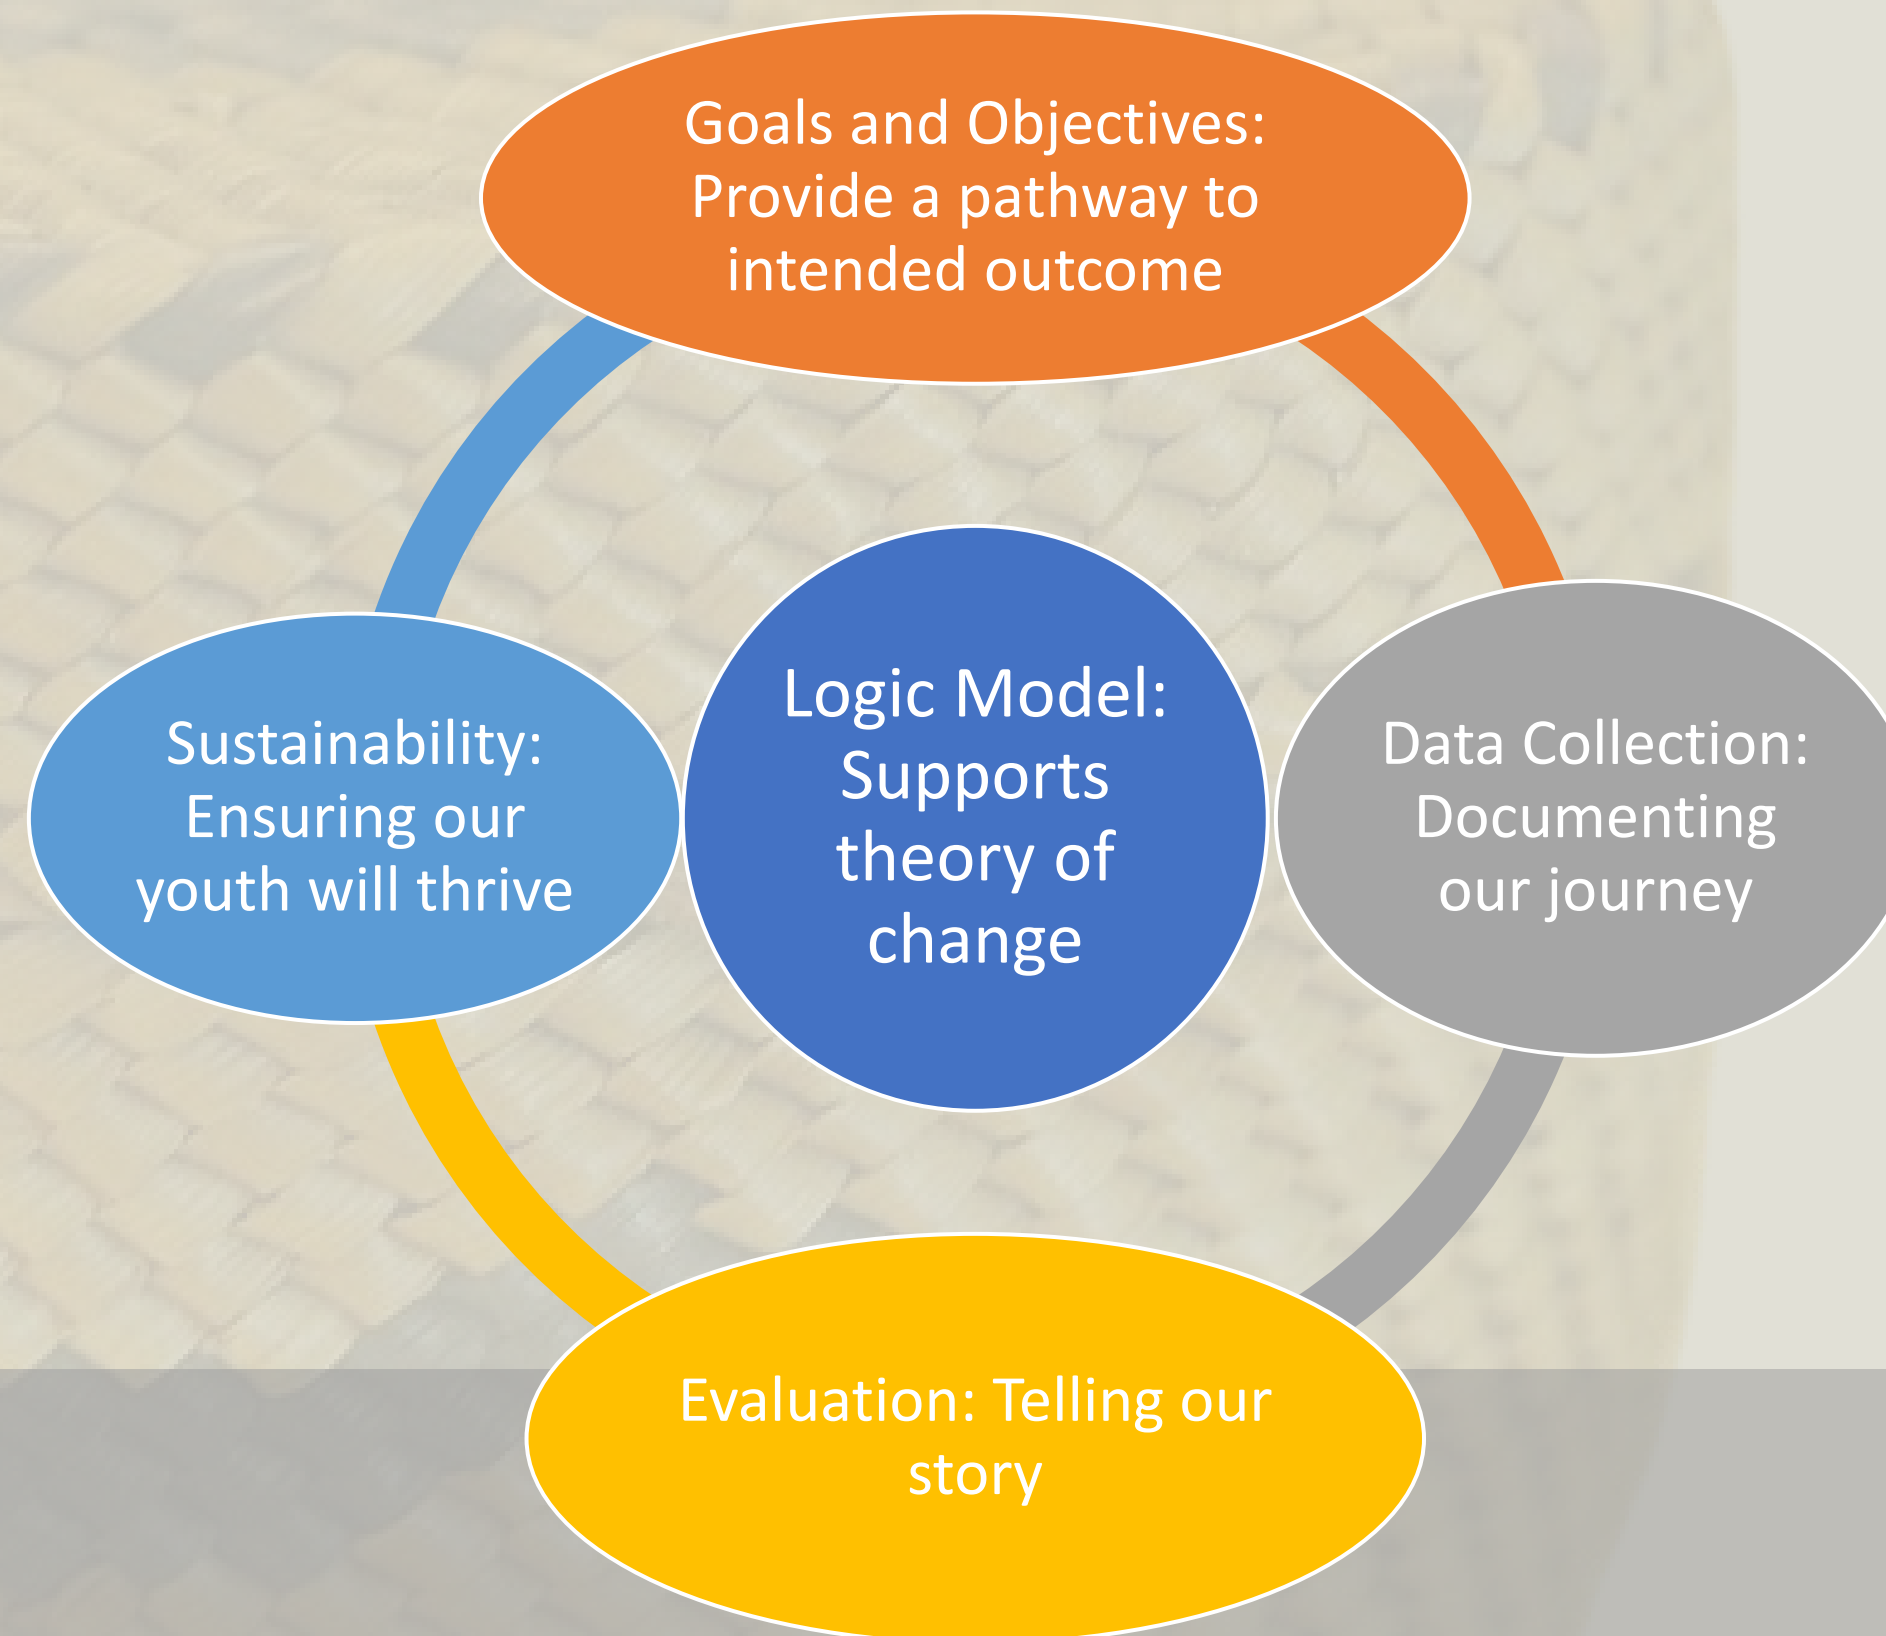 Goals and Objectives:
Provide a pathway to
intended outcome
Sustainability:
Ensuring our
youth will thrive
Logic Model:
Supports
theory of
change
Data Collection:
Documenting
our journey
Evaluation: Telling our
story